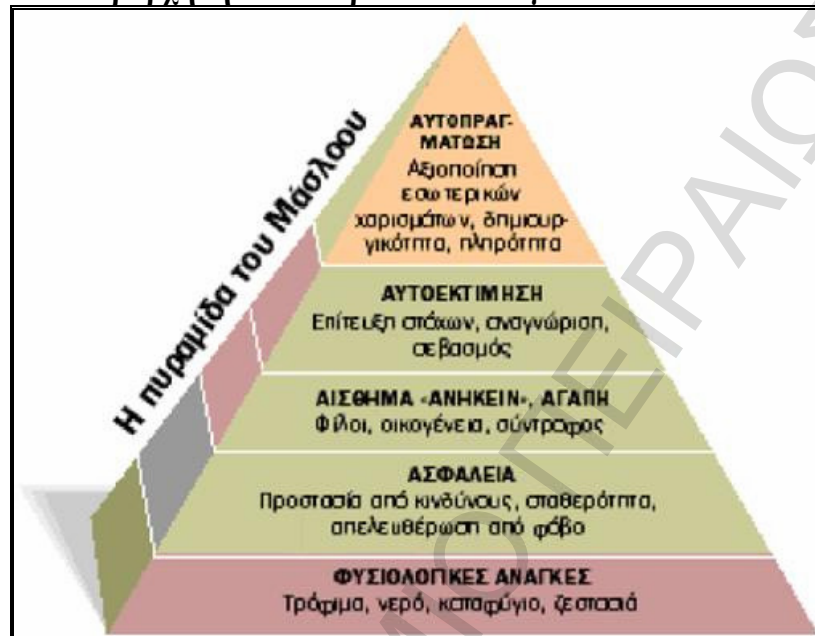 Η πυραμίδα του Μάσλοου
ΑΥΤΟΠΡΑΓ-
ΜΑΤΩΣΗ
Αξιοποίηση
εσωτερικών
χαρισμάτων, δημιουρ-
γικότητα, πληρότητα
ΑΥΤΟΕΚΤΙΜΗΣΗ
Επίτευξη στόχων, αναγνώριση,
σεβασμός
ΑΙΣΘΗΜΑ «ΑΝΗΚΕΙΝ», ΑΓΑΠΗ
Φίλοι, οικογένεια, σύντροφος
ΑΣΦΑΛΕΙΑ
Προστασία από κινδύνους, σταθερότητα,
απελευθέρωση από φόβο
ΦΥΣΙΟΛΟΓΙΚΕΣ ΑΝΑΓΚΕΣ
Τρόφιμα, νερό, καταφύγιο, ζεστασιά